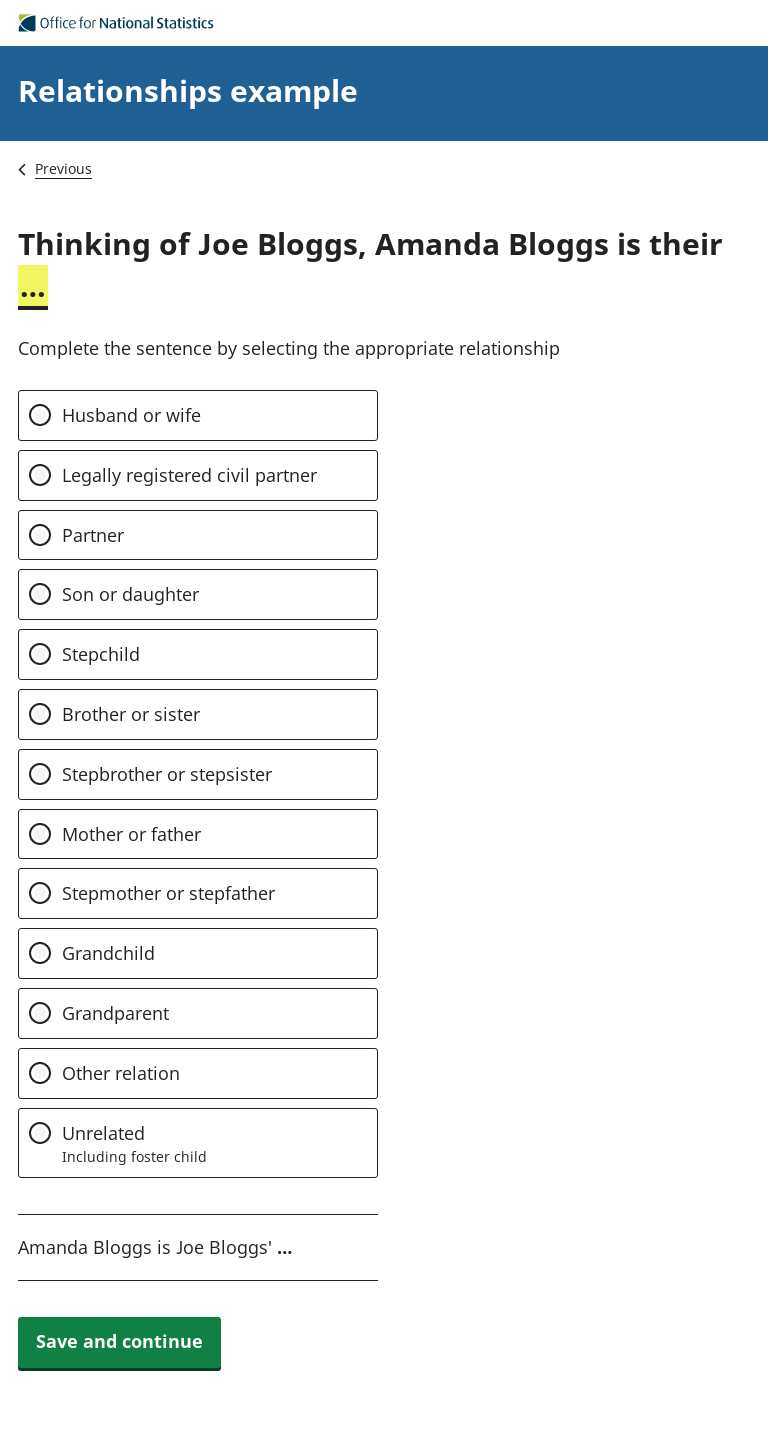 Office for National Statistics
Relationships example
Previous
Thinking of Joe Bloggs, Amanda Bloggs is their
...
Complete the sentence by selecting the appropriate relationship
Husband or wife
Legally registered civil partner
Partner
Son or daughter
Stepchild
Brother or sister
Stepbrother or stepsister
Mother or father
Stepmother or stepfather
Grandchild
Grandparent
Other relation
Unrelated
Including foster child
Amanda Bloggs is Joe Bloggs' ...
Save and continue